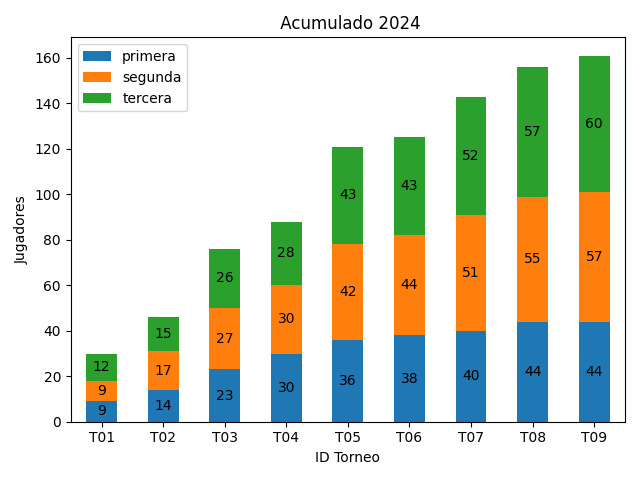 Acumulado 2024
primera
segunda
tercera
Jugadores
160
140
120
100
80
60
40
20
0
12 15 26 28 43 43 52 57 60
9 17 27 30 42 44 51 55 57
9 14 23 30 36 38 40 44 44
T01 T02 T03 T04 T05 T06 T07 T08 T09
ID Torneo